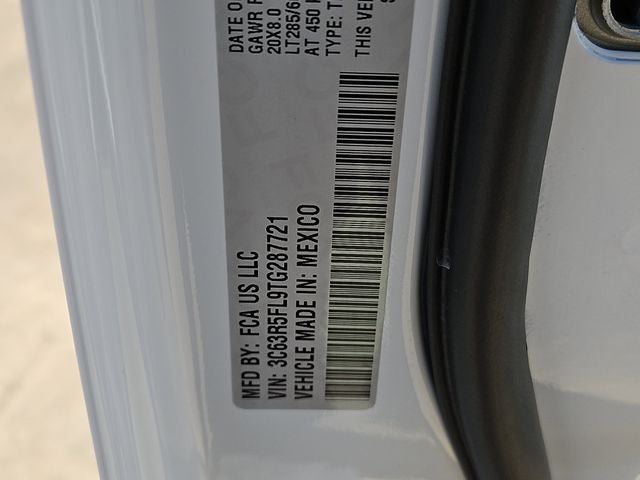 MFD BY: FCA US LLC
VIN: 3C63R5FL9TG287721
VEHICLE MADE IN: MEXICO
DATE O
GAWR F
20X8.0
LT285/6
AT 450
TYPE: T
THIS VE